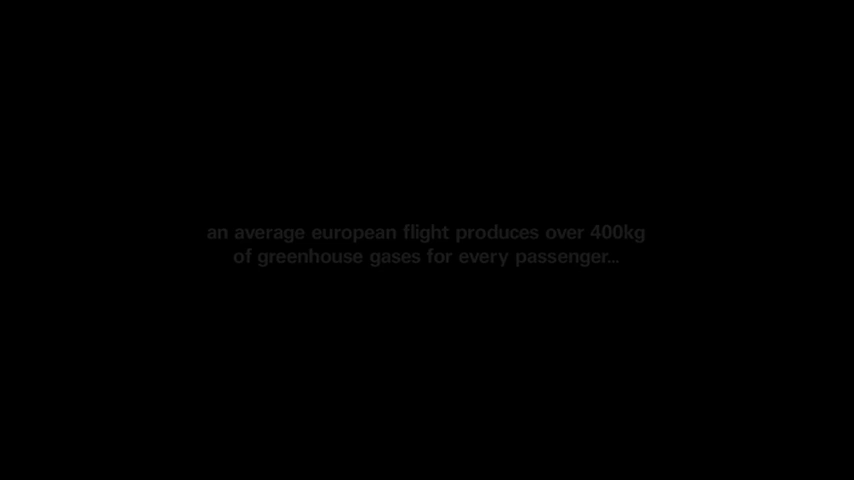 an average european flight produces over 400kg
of greenhouse gases for every passenger...